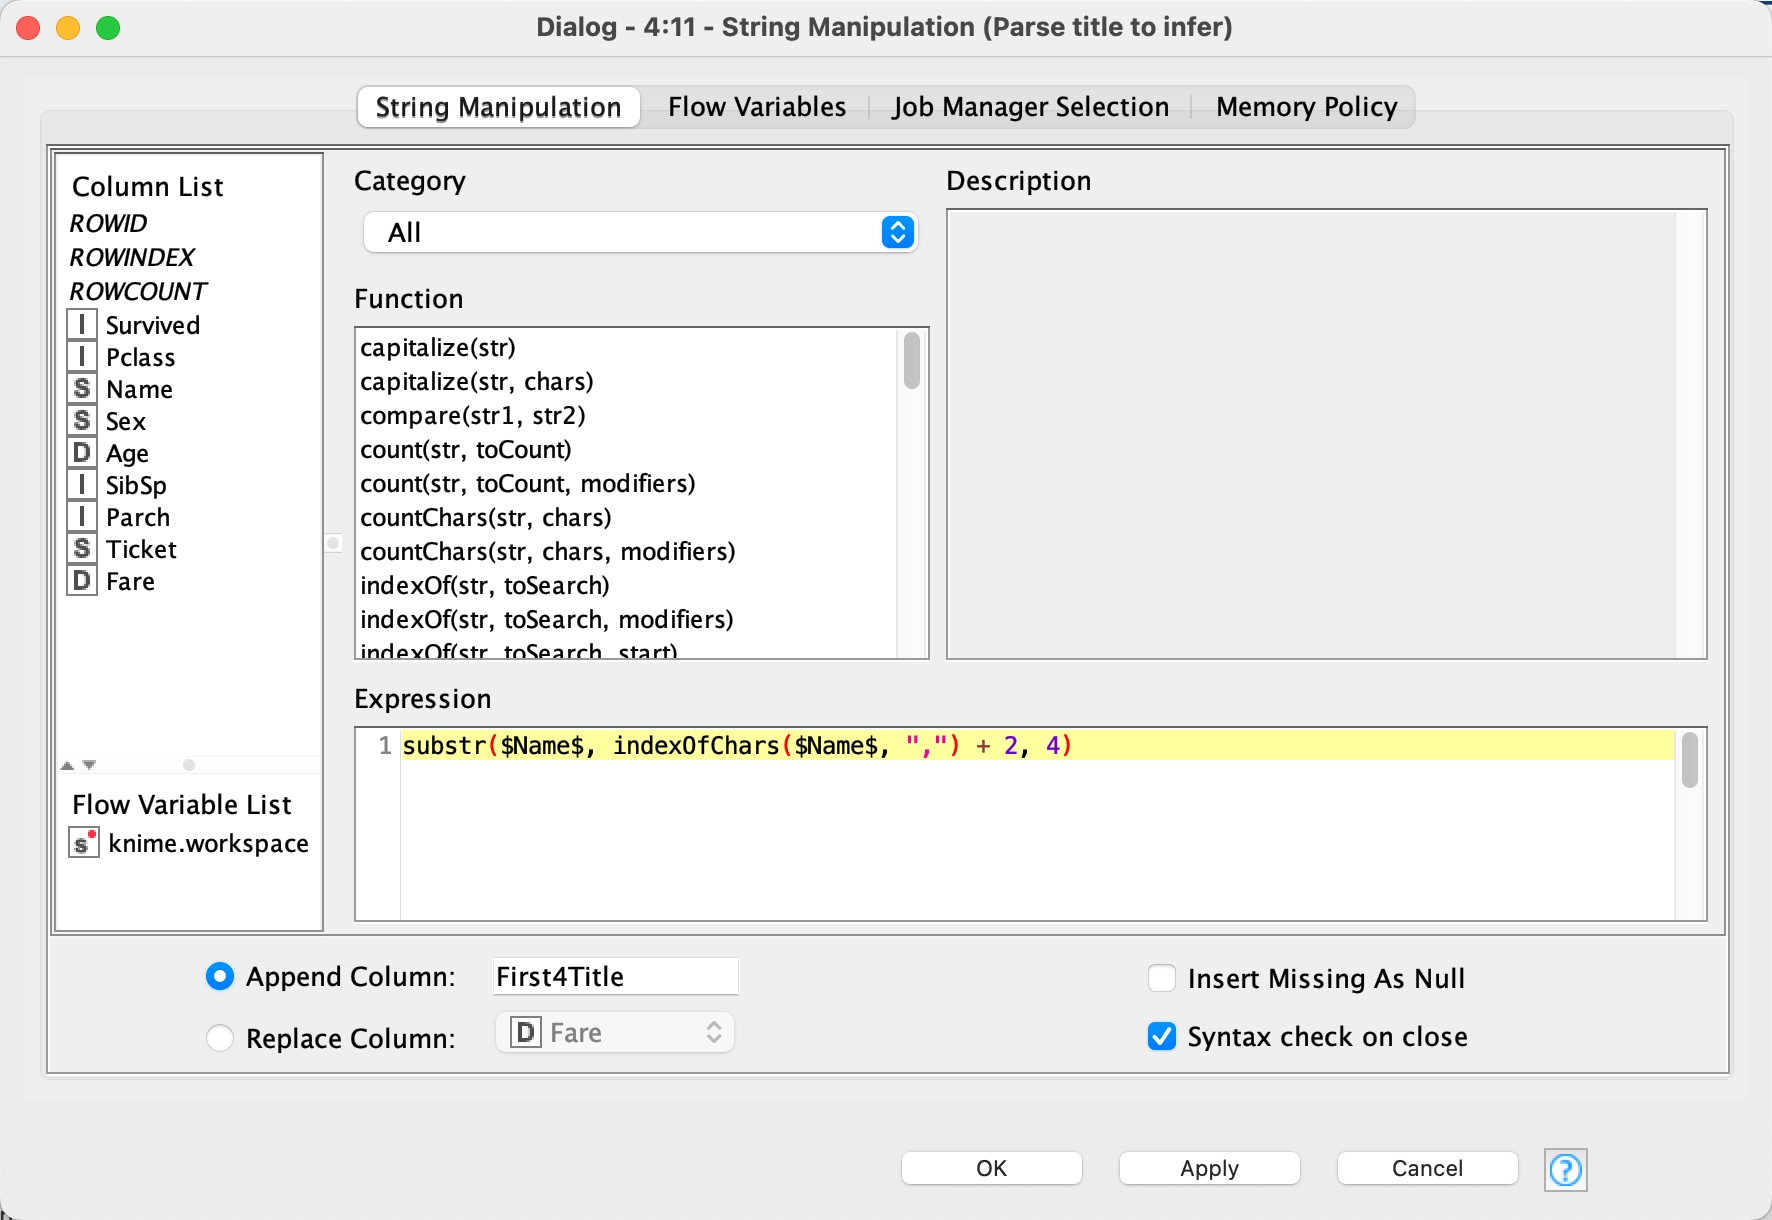 Dialog - 4:11 - String Manipulation (Parse title to infer)
String Manipulation
Flow Variables
Job Manager Selection
Memory Policy
Column List
ROWID
ROWINDEX
ROWCOUNT
I Survived
I Pclass
S Name
S Sex
D Age
I SibSp
I Parch
S Ticket
D Fare
Flow Variable List
s knime.workspace
Category
All
Function
capitalize(str)
capitalize(str, chars)
compare(str1, str2)
count(str, toCount)
count(str, toCount, modifiers)
countChars(str, chars)
countChars(str, chars, modifiers)
indexOf(str, toSearch)
indexOf(str, toSearch, modifiers)
indexOf(str, toSearch, start)
Description
Expression
1 substr($Name$, indexOfChars($Name$, ",") + 2, 4)
Append Column: First4Title
Replace Column: D Fare
Insert Missing As Null
Syntax check on close
OK
Apply
Cancel
?